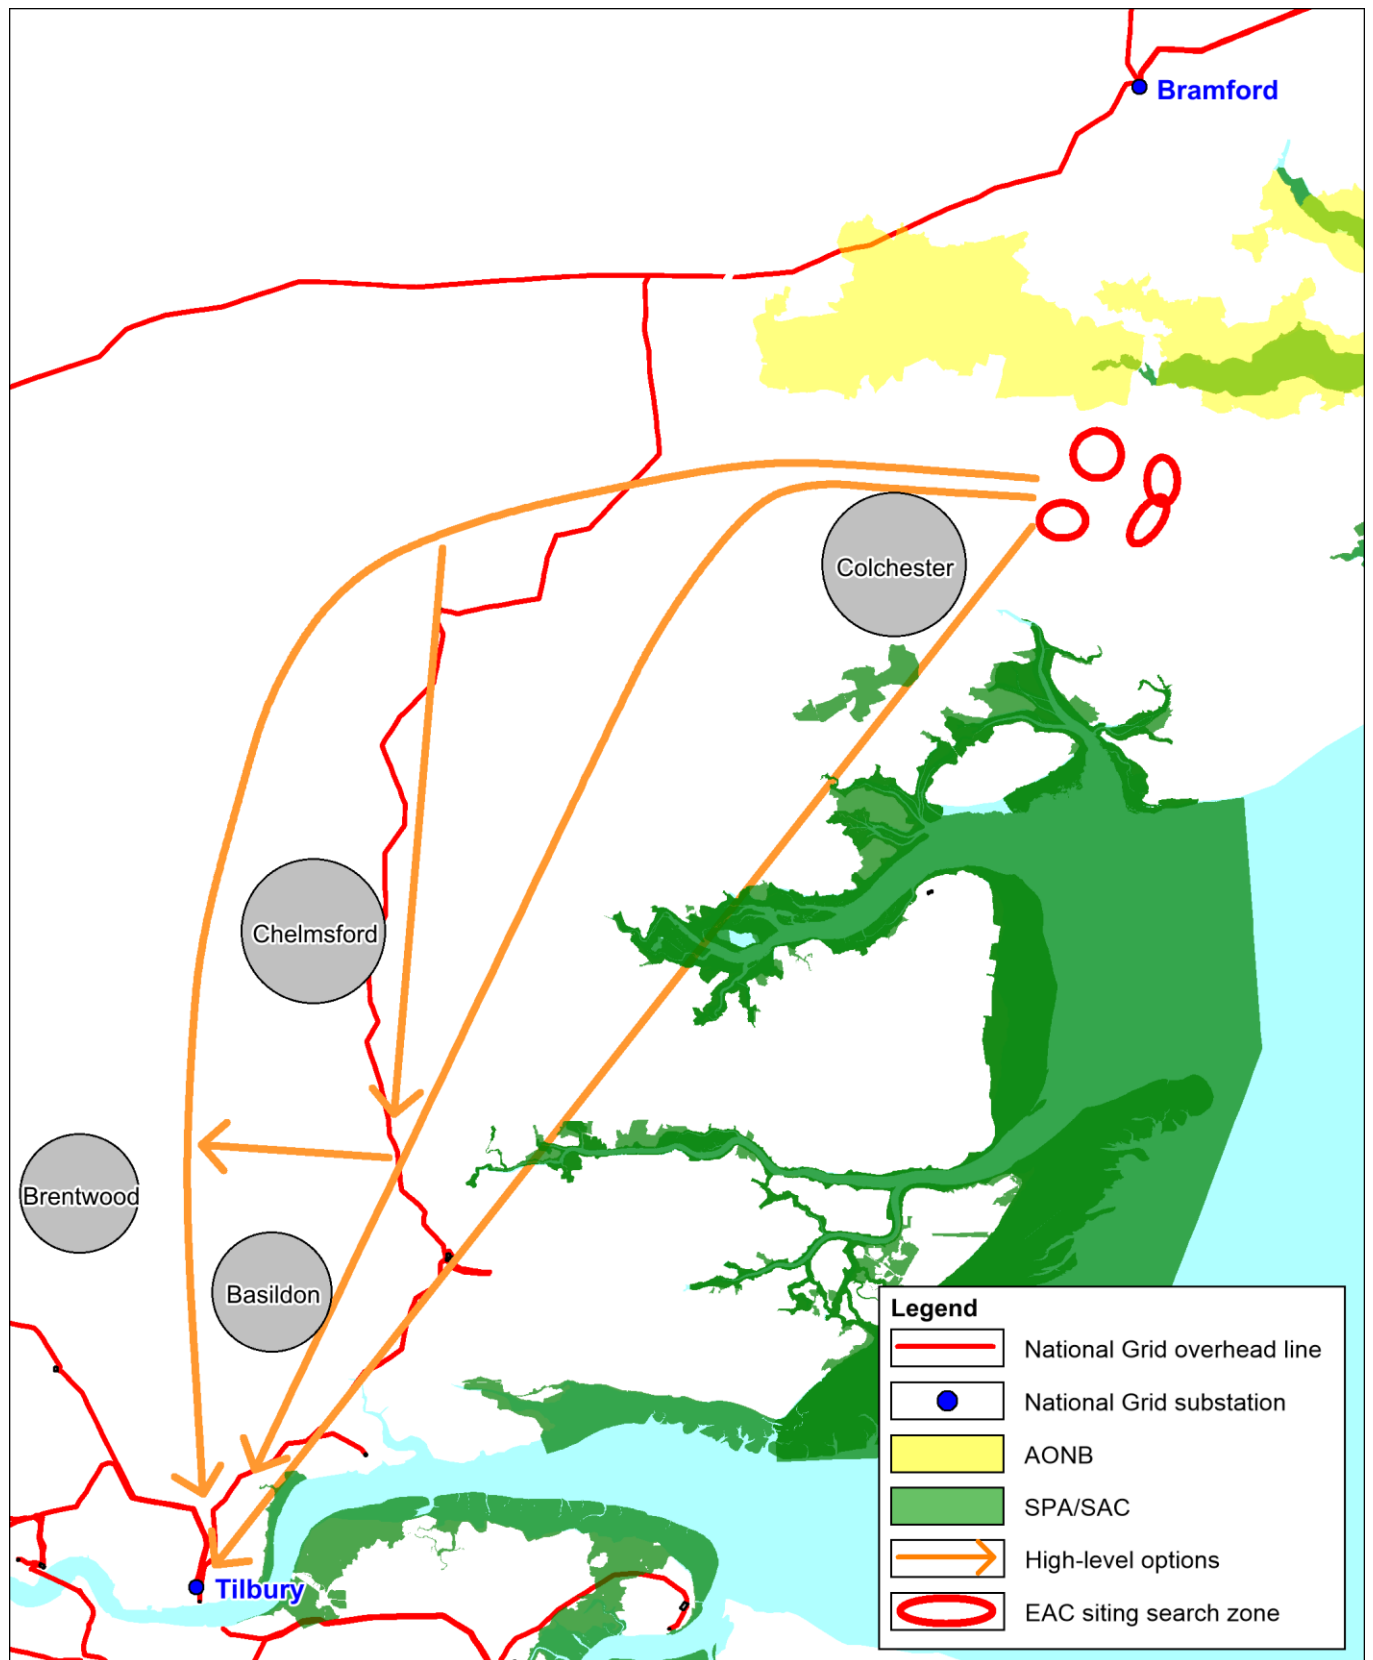 Bramford
Colchester
Chelmsford
Brentwood
Basildon
Tilbury
Legend
National Grid overhead line
National Grid substation
AONB
SPA/SAC
High-level options
EAC siting search zone